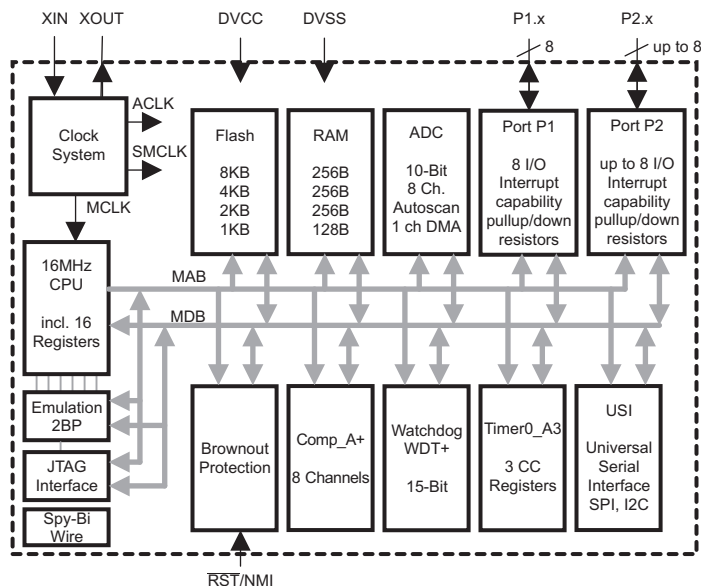 XIN XOUT DVCC DVSS P1.x P2.x
8 up to 8
ACLK
SMCLK
MCLK
Clock
System
Flash
8KB
4KB
2KB
1KB
RAM
256B
256B
256B
128B
ADC
10-Bit
8 Ch.
Autoscan
1 ch DMA
Port P1
8 I/O
Interrupt
capability
pullup/down
resistors
Port P2
up to 8 I/O
Interrupt
capability
pullup/down
resistors
16MHz
CPU
incl. 16
Registers
MAB
MDB
Emulation
2BP
JTAG
Interface
Spy-Bi
Wire
Brownout
Protection
Comp_A+
8 Channels
Watchdog
WDT+
15-Bit
Timer0_A3
3 CC
Registers
USI
Universal
Serial
Interface
SPI, I2C
RST/NMI